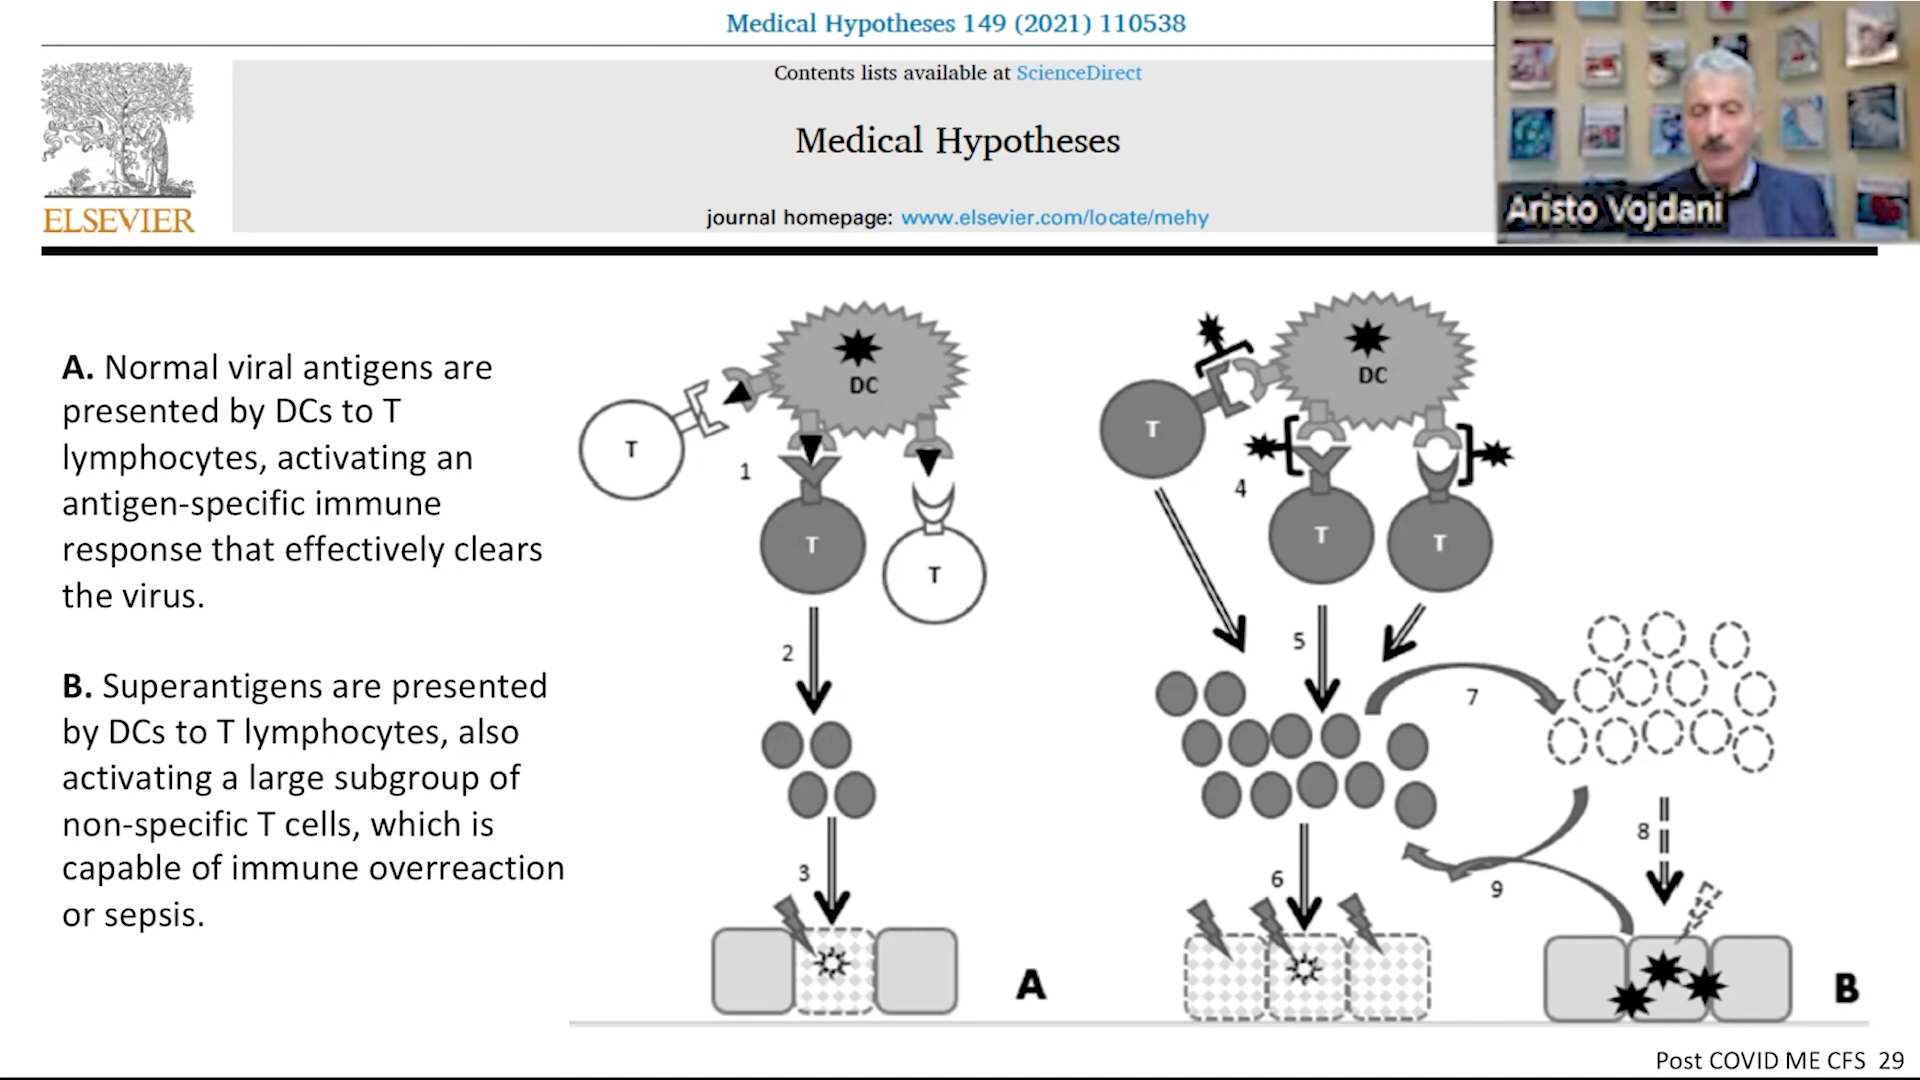 Medical Hypotheses 149 (2021) 110538
Contents lists available at ScienceDirect
Medical Hypotheses
journal homepage: www.elsevier.com/locate/mehy
ELSEVIER
Aristo Vojdani
A. Normal viral antigens are
presented by DCs to T
lymphocytes, activating an
antigen-specific immune
response that effectively clears
the virus.
B. Superantigens are presented
by DCs to T lymphocytes, also
activating a large subgroup of
non-specific T cells, which is
capable of immune overreaction
or sepsis.
DC
T
1
T
T
2
3
A
DC
T
4
T
T
5
7
8
6
9
B
Post COVID ME CFS 29